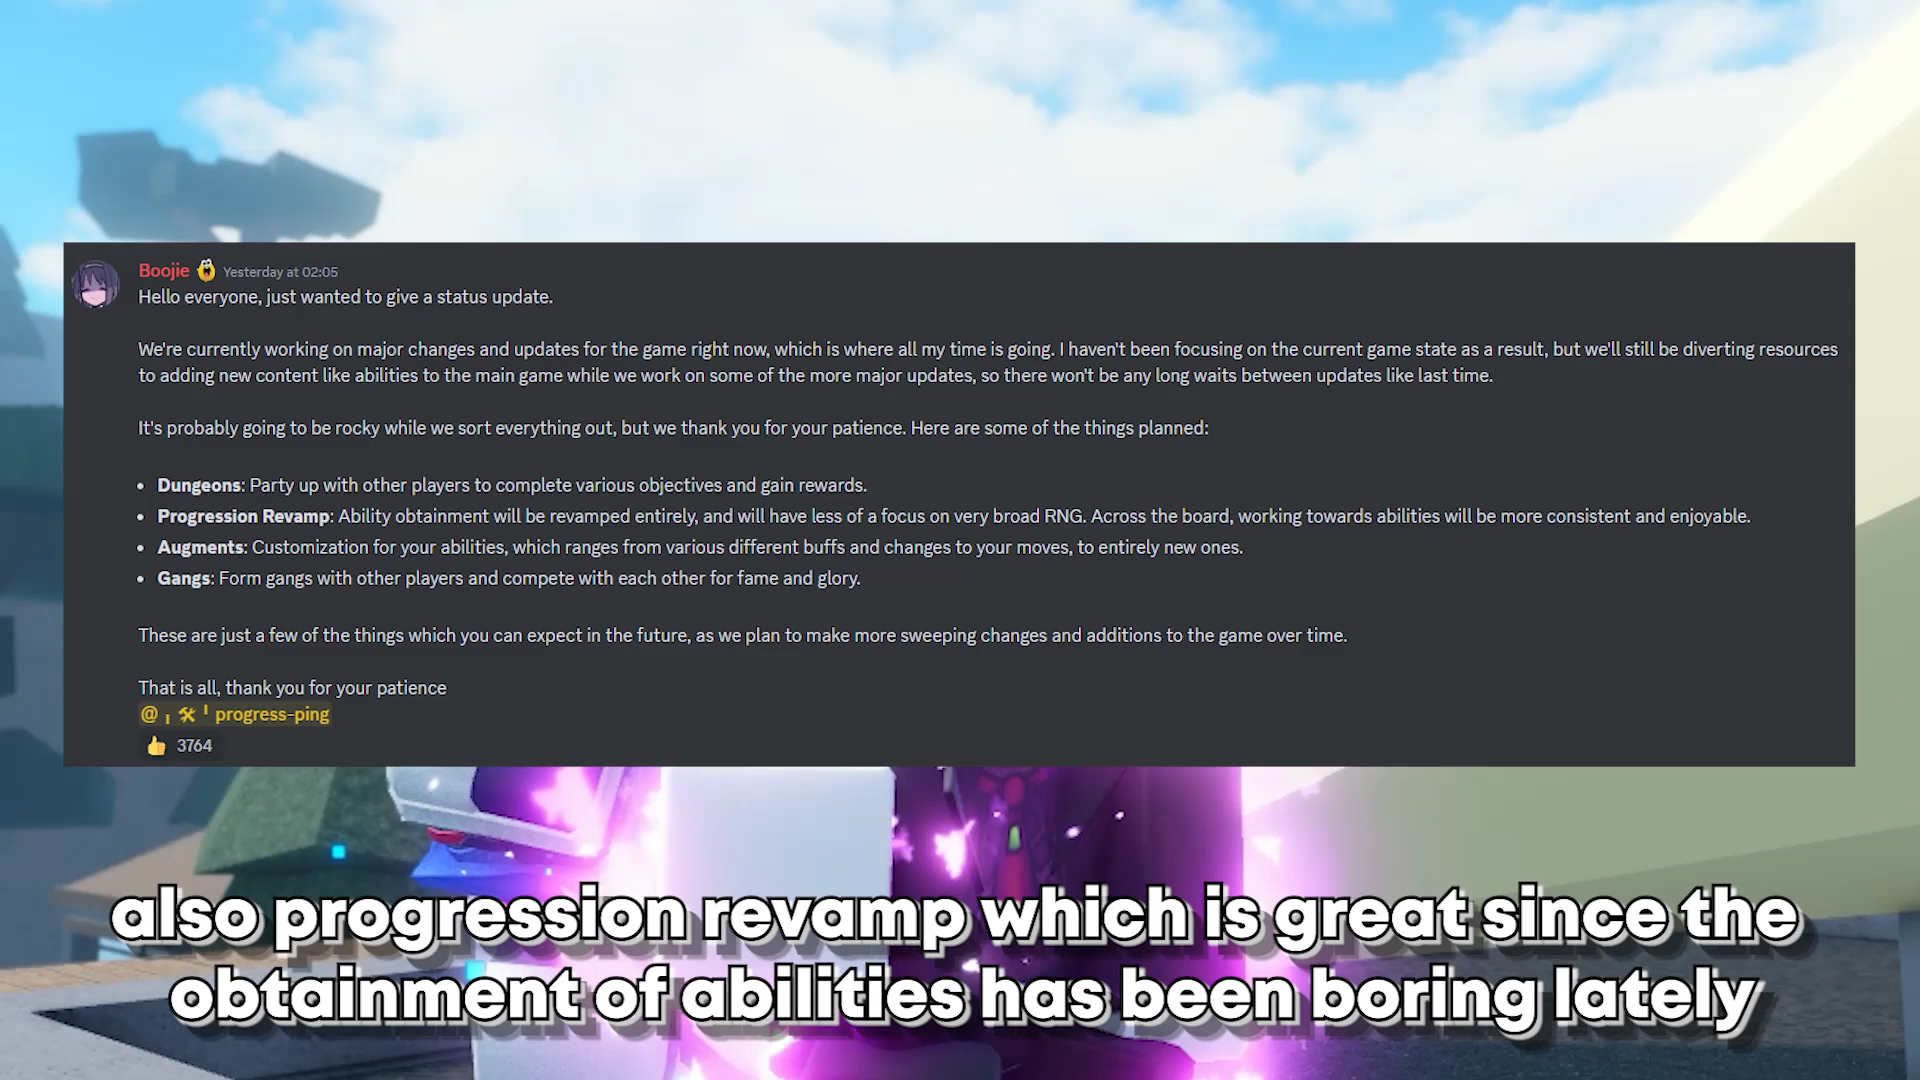 Boojie Yesterday at 02:05
Hello everyone, just wanted to give a status update.
We're currently working on major changes and updates for the game right now, which is where all my time is going. I haven't been focusing on the current game state as a result, but we'll still be diverting resources
to adding new content like abilities to the main game while we work on some of the more major updates, so there won't be any long waits between updates like last time.
It's probably going to be rocky while we sort everything out, but we thank you for your patience. Here are some of the things planned:
• Dungeons: Party up with other players to complete various objectives and gain rewards.
• Progression Revamp: Ability obtainment will be revamped entirely, and will have less of a focus on very broad RNG. Across the board, working towards abilities will be more consistent and enjoyable.
• Augments: Customization for your abilities, which ranges from various different buffs and changes to your moves, to entirely new ones.
• Gangs: Form gangs with other players and compete with each other for fame and glory.
These are just a few of the things which you can expect in the future, as we plan to make more sweeping changes and additions to the game over time.
That is all, thank you for your patience
@╷🛠╵progress-ping
👍 3764
also progression revamp which is great since the
obtainment of abilities has been boring lately